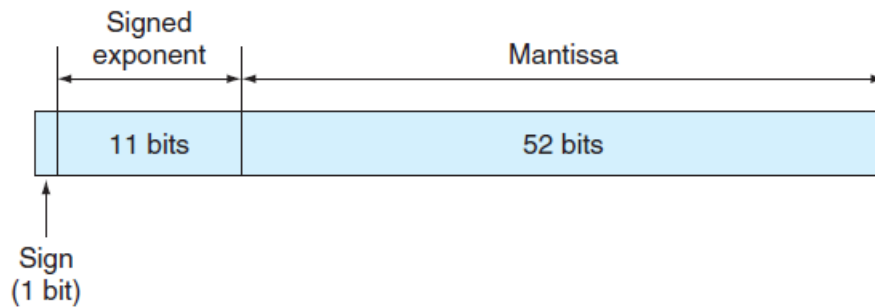 Signed
exponent
Mantissa
11 bits
52 bits
Sign
(1 bit)